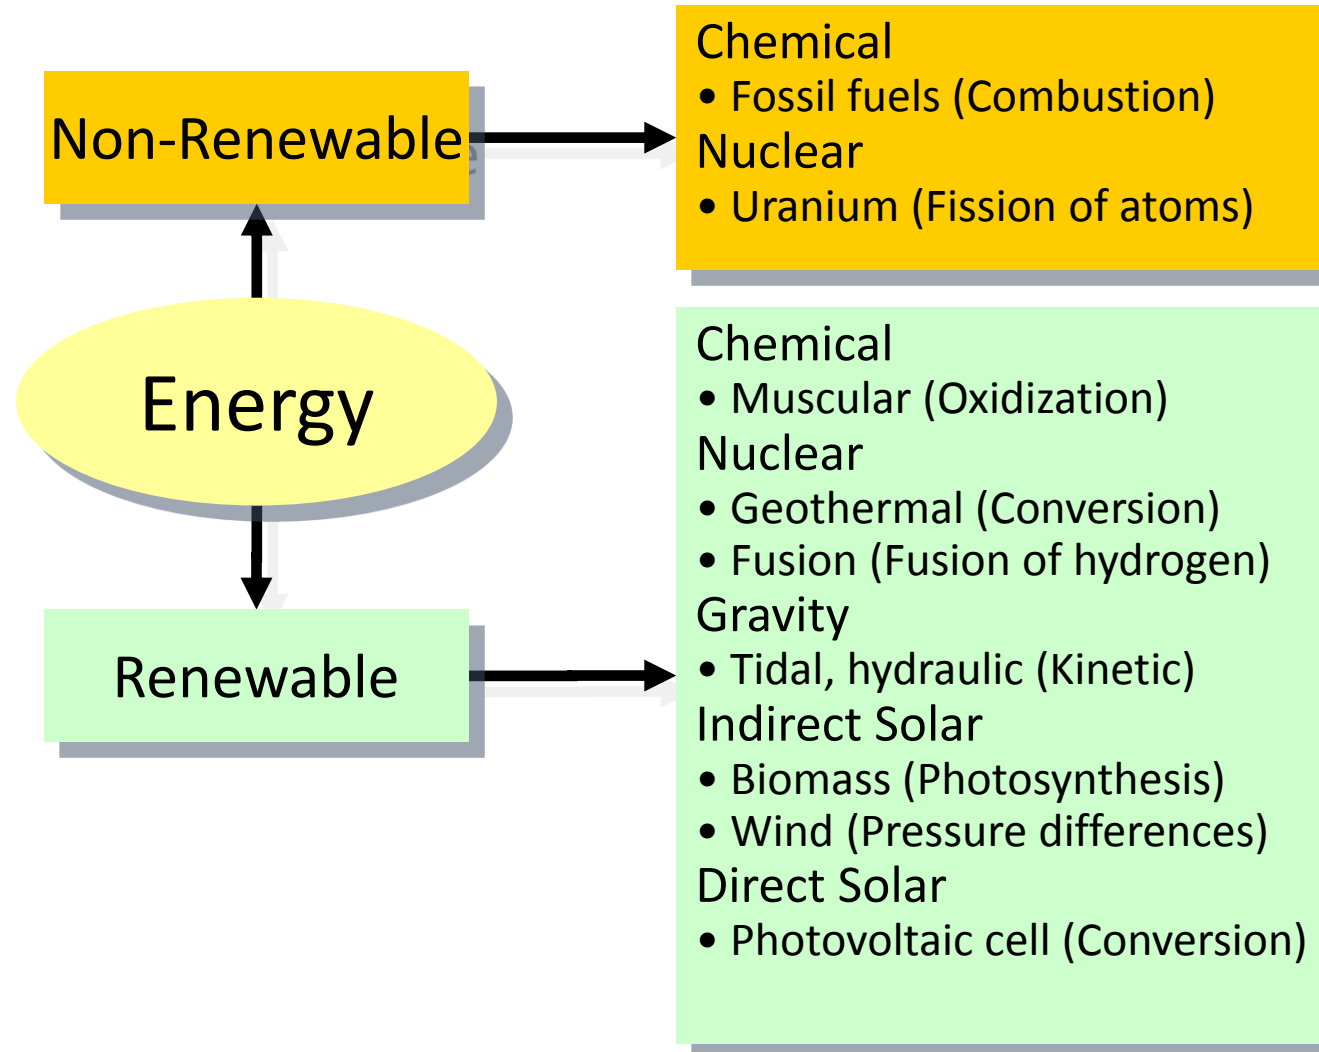 Non-Renewable
Energy
Renewable
Chemical
• Fossil fuels (Combustion)
Nuclear
• Uranium (Fission of atoms)
Chemical
• Muscular (Oxidization)
Nuclear
• Geothermal (Conversion)
• Fusion (Fusion of hydrogen)
Gravity
• Tidal, hydraulic (Kinetic)
Indirect Solar
• Biomass (Photosynthesis)
• Wind (Pressure differences)
Direct Solar
• Photovoltaic cell (Conversion)